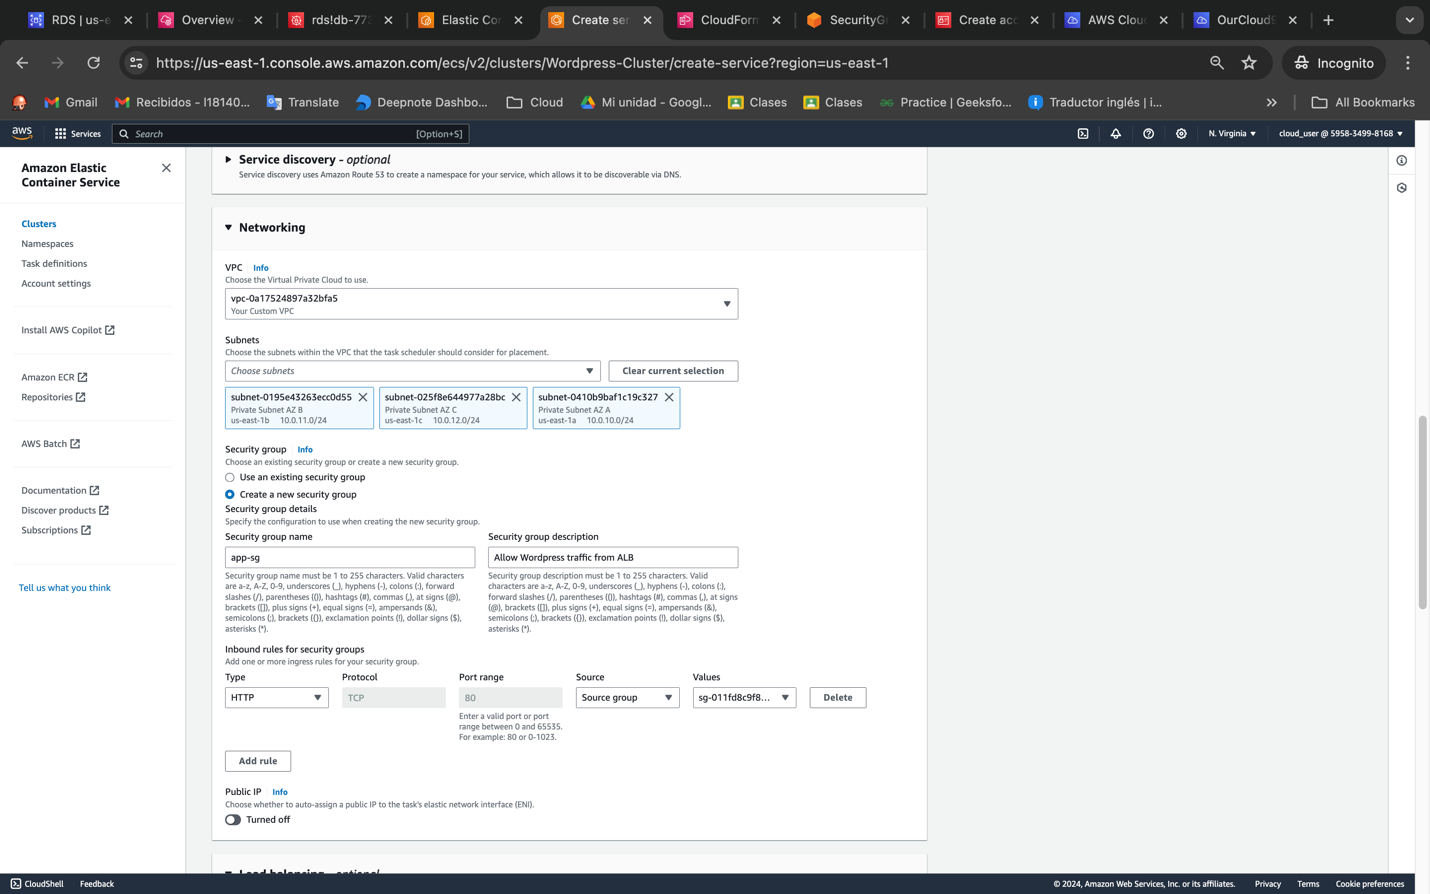 RDS | us-e
Overview
rds!db-773
Elastic Con
Create ser
CloudForm
SecurityGr
Create acc
AWS Clou
OurCloud
https://us-east-1.console.aws.amazon.com/ecs/v2/clusters/Wordpress-Cluster/create-service?region=us-east-1
Incognito
Gmail
Recibidos - l18140...
Translate
Deepnote Dashbo...
Cloud
Mi unidad - Googl...
Clases
Clases
Practice | Geeksfo...
Traductor inglés | i...
All Bookmarks
aws
Services
Search
[Option+S]
N. Virginia
cloud_user @ 5958-3499-8168
Amazon Elastic
Container Service
Clusters
Namespaces
Task definitions
Account settings
Install AWS Copilot
Amazon ECR
Repositories
AWS Batch
Documentation
Discover products
Subscriptions
Tell us what you think
Service discovery - optional
Service discovery uses Amazon Route 53 to create a namespace for your service, which allows it to be discoverable via DNS.
Networking
VPC Info
Choose the Virtual Private Cloud to use.
vpc-0a17524897a32bfa5
Your Custom VPC
Subnets
Choose the subnets within the VPC that the task scheduler should consider for placement.
Choose subnets
Clear current selection
subnet-0195e43263ecc0d55
Private Subnet AZ B
us-east-1b 10.0.11.0/24
subnet-025f8e644977a28bc
Private Subnet AZ C
us-east-1c 10.0.12.0/24
subnet-0410b9baf1c19c327
Private Subnet AZ A
us-east-1a 10.0.10.0/24
Security group Info
Choose an existing security group or create a new security group.
Use an existing security group
Create a new security group
Security group details
Specify the configuration to use when creating the new security group.
Security group name
app-sg
Security group name must be 1 to 255 characters. Valid characters
are a-z, A-Z, 0-9, underscores (_), hyphens (-), colons (:), forward
slashes (/), parentheses (()), hashtags (#), commas (,), at signs (@),
brackets ([]), plus signs (+), equal signs (=), ampersands (&),
semicolons (;), brackets ({}), exclamation points (!), dollar signs ($),
asterisks (*).
Security group description
Allow Wordpress traffic from ALB
Security group description must be 1 to 255 characters. Valid
characters are a-z, A-Z, 0-9, underscores (_), hyphens (-), colons (:),
forward slashes (/), parentheses (()), hashtags (#), commas (,), at signs
(@), brackets ([]), plus signs (+), equal signs (=), ampersands (&),
semicolons (;), brackets ({}), exclamation points (!), dollar signs ($),
asterisks (*).
Inbound rules for security groups
Add one or more ingress rules for your security group.
Type
Protocol
Port range
Source
Values
HTTP
TCP
80
Source group
sg-011fd8c9f8...
Delete
Enter a valid port or port
range between 0 and 65535.
For example: 80 or 0-1023.
Add rule
Public IP Info
Choose whether to auto-assign a public IP to the task's elastic network interface (ENI).
Turned off
Load balancing - optional
CloudShell
Feedback
© 2024, Amazon Web Services, Inc. or its affiliates.
Privacy
Terms
Cookie preferences